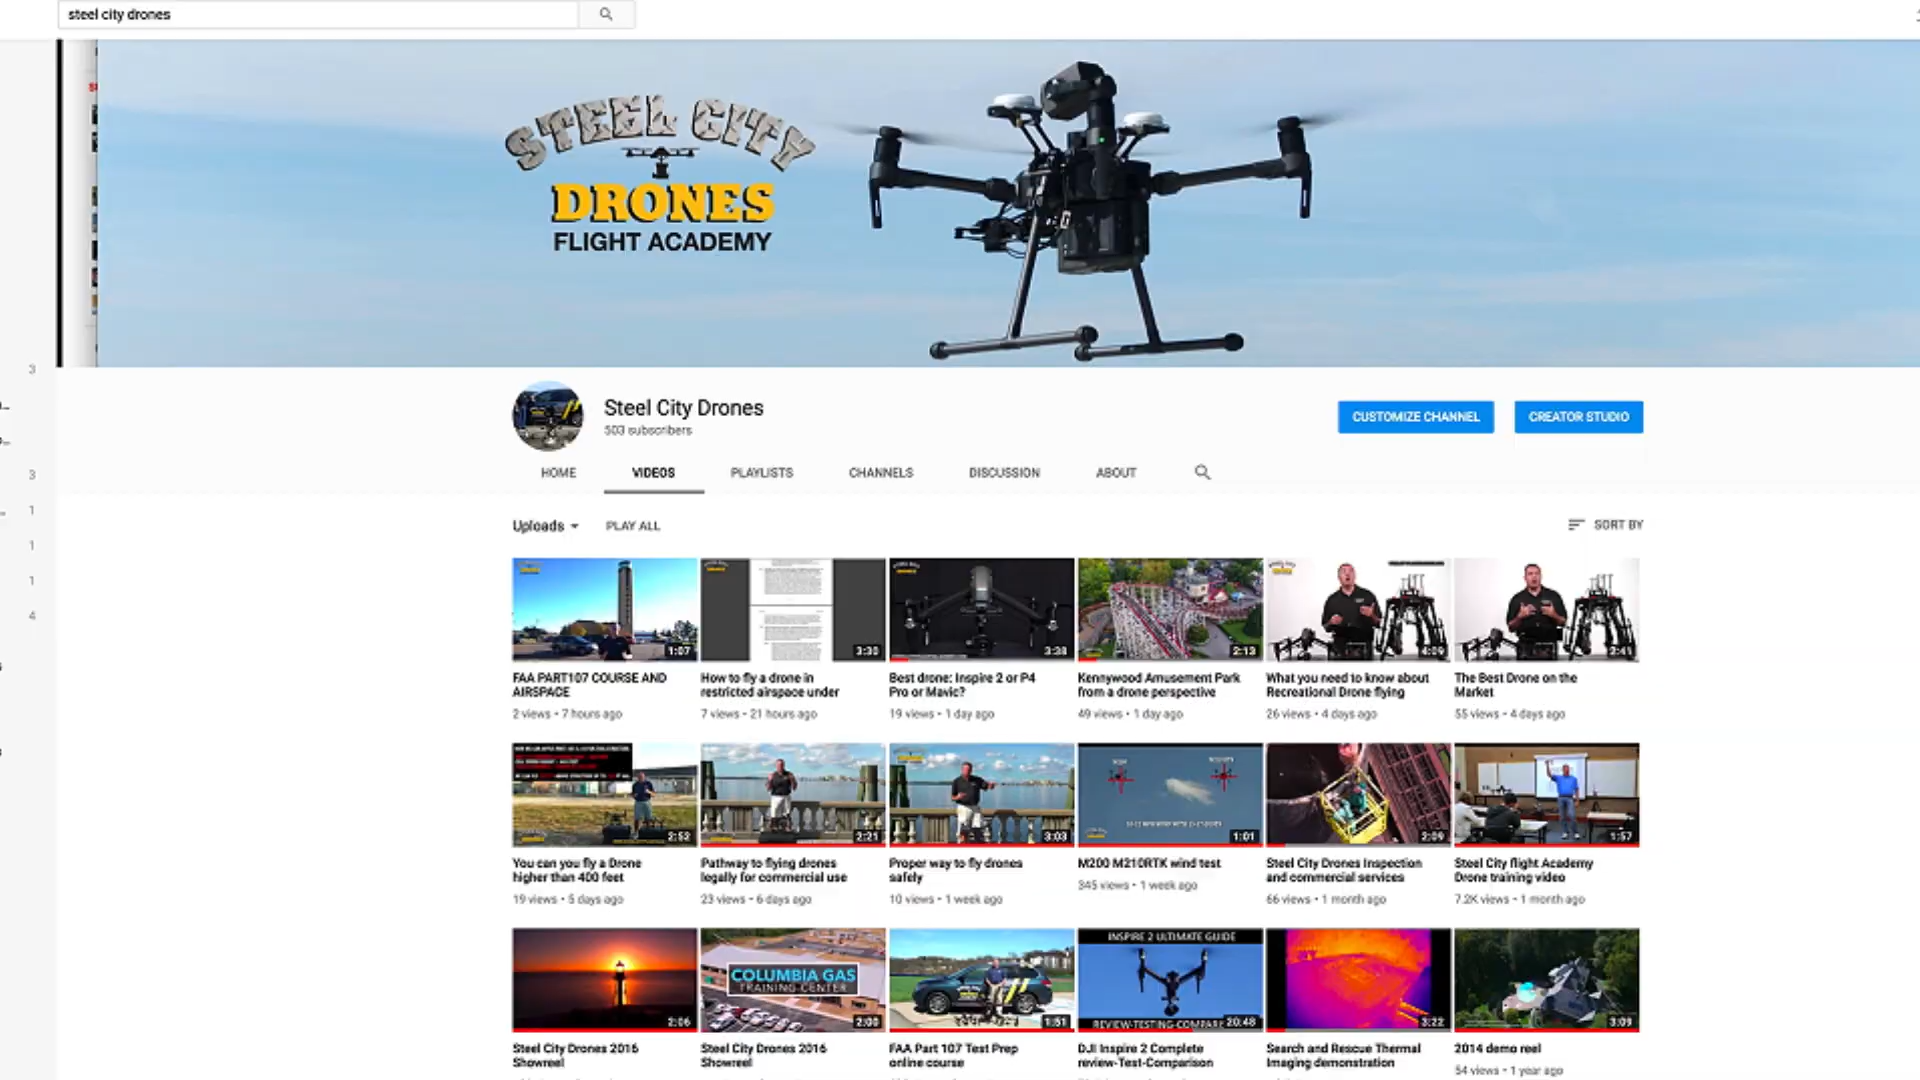 steel city drones
STEEL CITY
DRONES
FLIGHT ACADEMY
Steel City Drones
503 subscribers
CUSTOMIZE CHANNEL
CREATOR STUDIO
HOME
VIDEOS
PLAYLISTS
CHANNELS
DISCUSSION
ABOUT
Uploads
PLAY ALL
SORT BY
1:07
3:30
3:38
2:13
4:09
2:41
FAA PART107 COURSE AND
AIRSPACE
2 views • 7 hours ago
How to fly a drone in
restricted airspace under
7 views • 21 hours ago
Best drone: Inspire 2 or P4
Pro or Mavic?
19 views • 1 day ago
Kennywood Amusement Park
from a drone perspective
49 views • 1 day ago
What you need to know about
Recreational Drone flying
26 views • 4 days ago
The Best Drone on the
Market
55 views • 4 days ago
2:52
2:21
3:03
1:01
2:09
1:57
You can you fly a Drone
higher than 400 feet
19 views • 5 days ago
Pathway to flying drones
legally for commercial use
23 views • 6 days ago
Proper way to fly drones
safely
10 views • 1 week ago
M200 M210RTK wind test
345 views • 1 week ago
Steel City Drones Inspection
and commercial services
66 views • 1 month ago
Steel City flight Academy
Drone training video
7.2K views • 1 month ago
2:06
COLUMBIA GAS
TRAINING CENTER
2:00
1:51
INSPIRE 2 ULTIMATE GUIDE
REVIEW-TESTING-COMPARE
20:48
3:22
3:09
Steel City Drones 2016
Showreel
Steel City Drones 2016
Showreel
FAA Part 107 Test Prep
online course
DJI Inspire 2 Complete
review-Test-Comparison
Search and Rescue Thermal
Imaging demonstration
2014 demo reel
54 views • 1 year ago
3
3
1
1
1
4